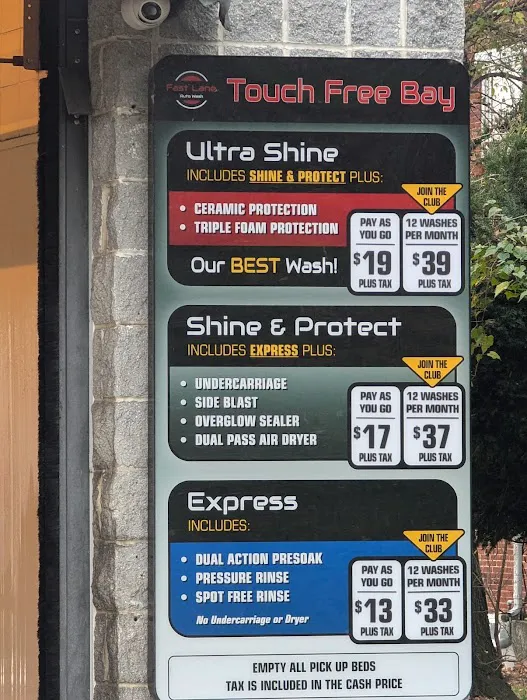 Fast Lane
Auto Wash
Touch Free Bay
Ultra Shine
INCLUDES SHINE & PROTECT PLUS:
JOIN THE
CLUB
• CERAMIC PROTECTION
• TRIPLE FOAM PROTECTION
Our BEST Wash!
PAY AS
YOU GO
$19
PLUS TAX
12 WASHES
PER MONTH
$39
PLUS TAX
Shine & Protect
INCLUDES EXPRESS PLUS:
JOIN THE
CLUB
• UNDERCARRIAGE
• SIDE BLAST
• OVERGLOW SEALER
• DUAL PASS AIR DRYER
PAY AS
YOU GO
$17
PLUS TAX
12 WASHES
PER MONTH
$37
PLUS TAX
Express
INCLUDES:
JOIN THE
CLUB
• DUAL ACTION PRESOAK
• PRESSURE RINSE
• SPOT FREE RINSE
No Undercarriage or Dryer
PAY AS
YOU GO
$13
PLUS TAX
12 WASHES
PER MONTH
$33
PLUS TAX
EMPTY ALL PICK UP BEDS
TAX IS INCLUDED IN THE CASH PRICE